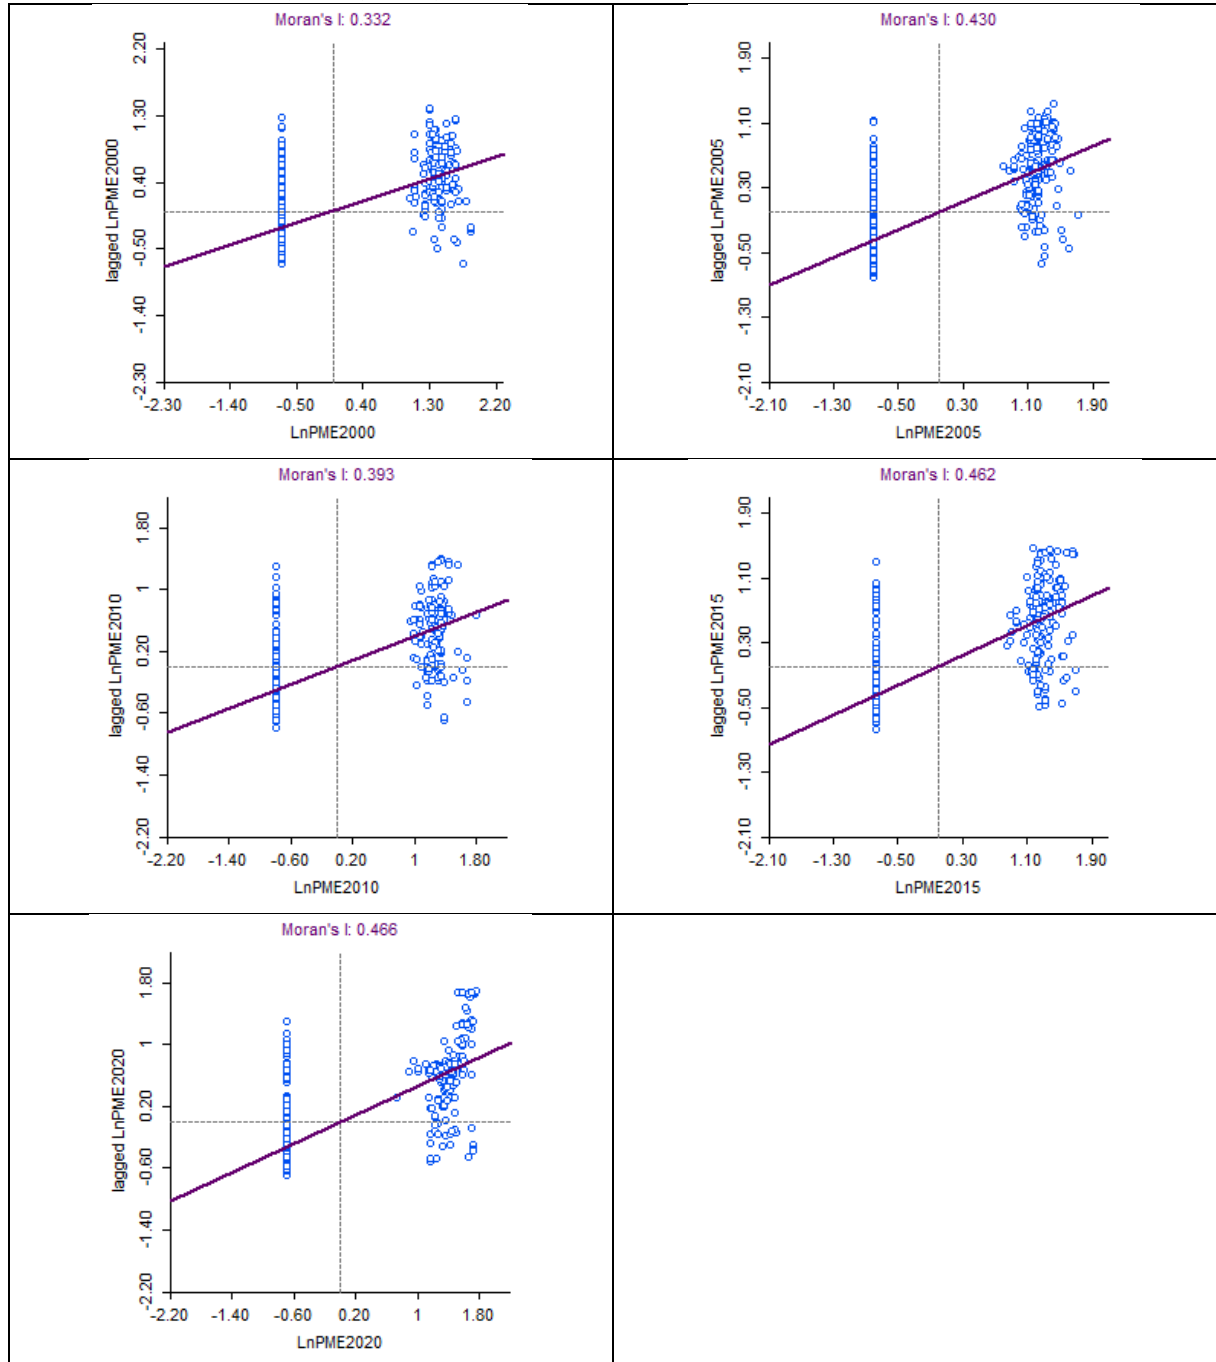 Moran's I: 0.332
2.20
1.30
0.40
-0.50
-1.40
-2.30
lagged LnPME2000
-2.30 -1.40 -0.50 0.40 1.30 2.20
LnPME2000
Moran's I: 0.430
1.90
1.10
0.30
-0.50
-1.30
-2.10
lagged LnPME2005
-2.10 -1.30 -0.50 0.30 1.10 1.90
LnPME2005
Moran's I: 0.393
1.80
1
0.20
-0.60
-1.40
-2.20
lagged LnPME2010
-2.20 -1.40 -0.60 0.20 1 1.80
LnPME2010
Moran's I: 0.462
1.90
1.10
0.30
-0.50
-1.30
-2.10
lagged LnPME2015
-2.10 -1.30 -0.50 0.30 1.10 1.90
LnPME2015
Moran's I: 0.466
1.80
1
0.20
-0.60
-1.40
-2.20
lagged LnPME2020
-2.20 -1.40 -0.60 0.20 1 1.80
LnPME2020